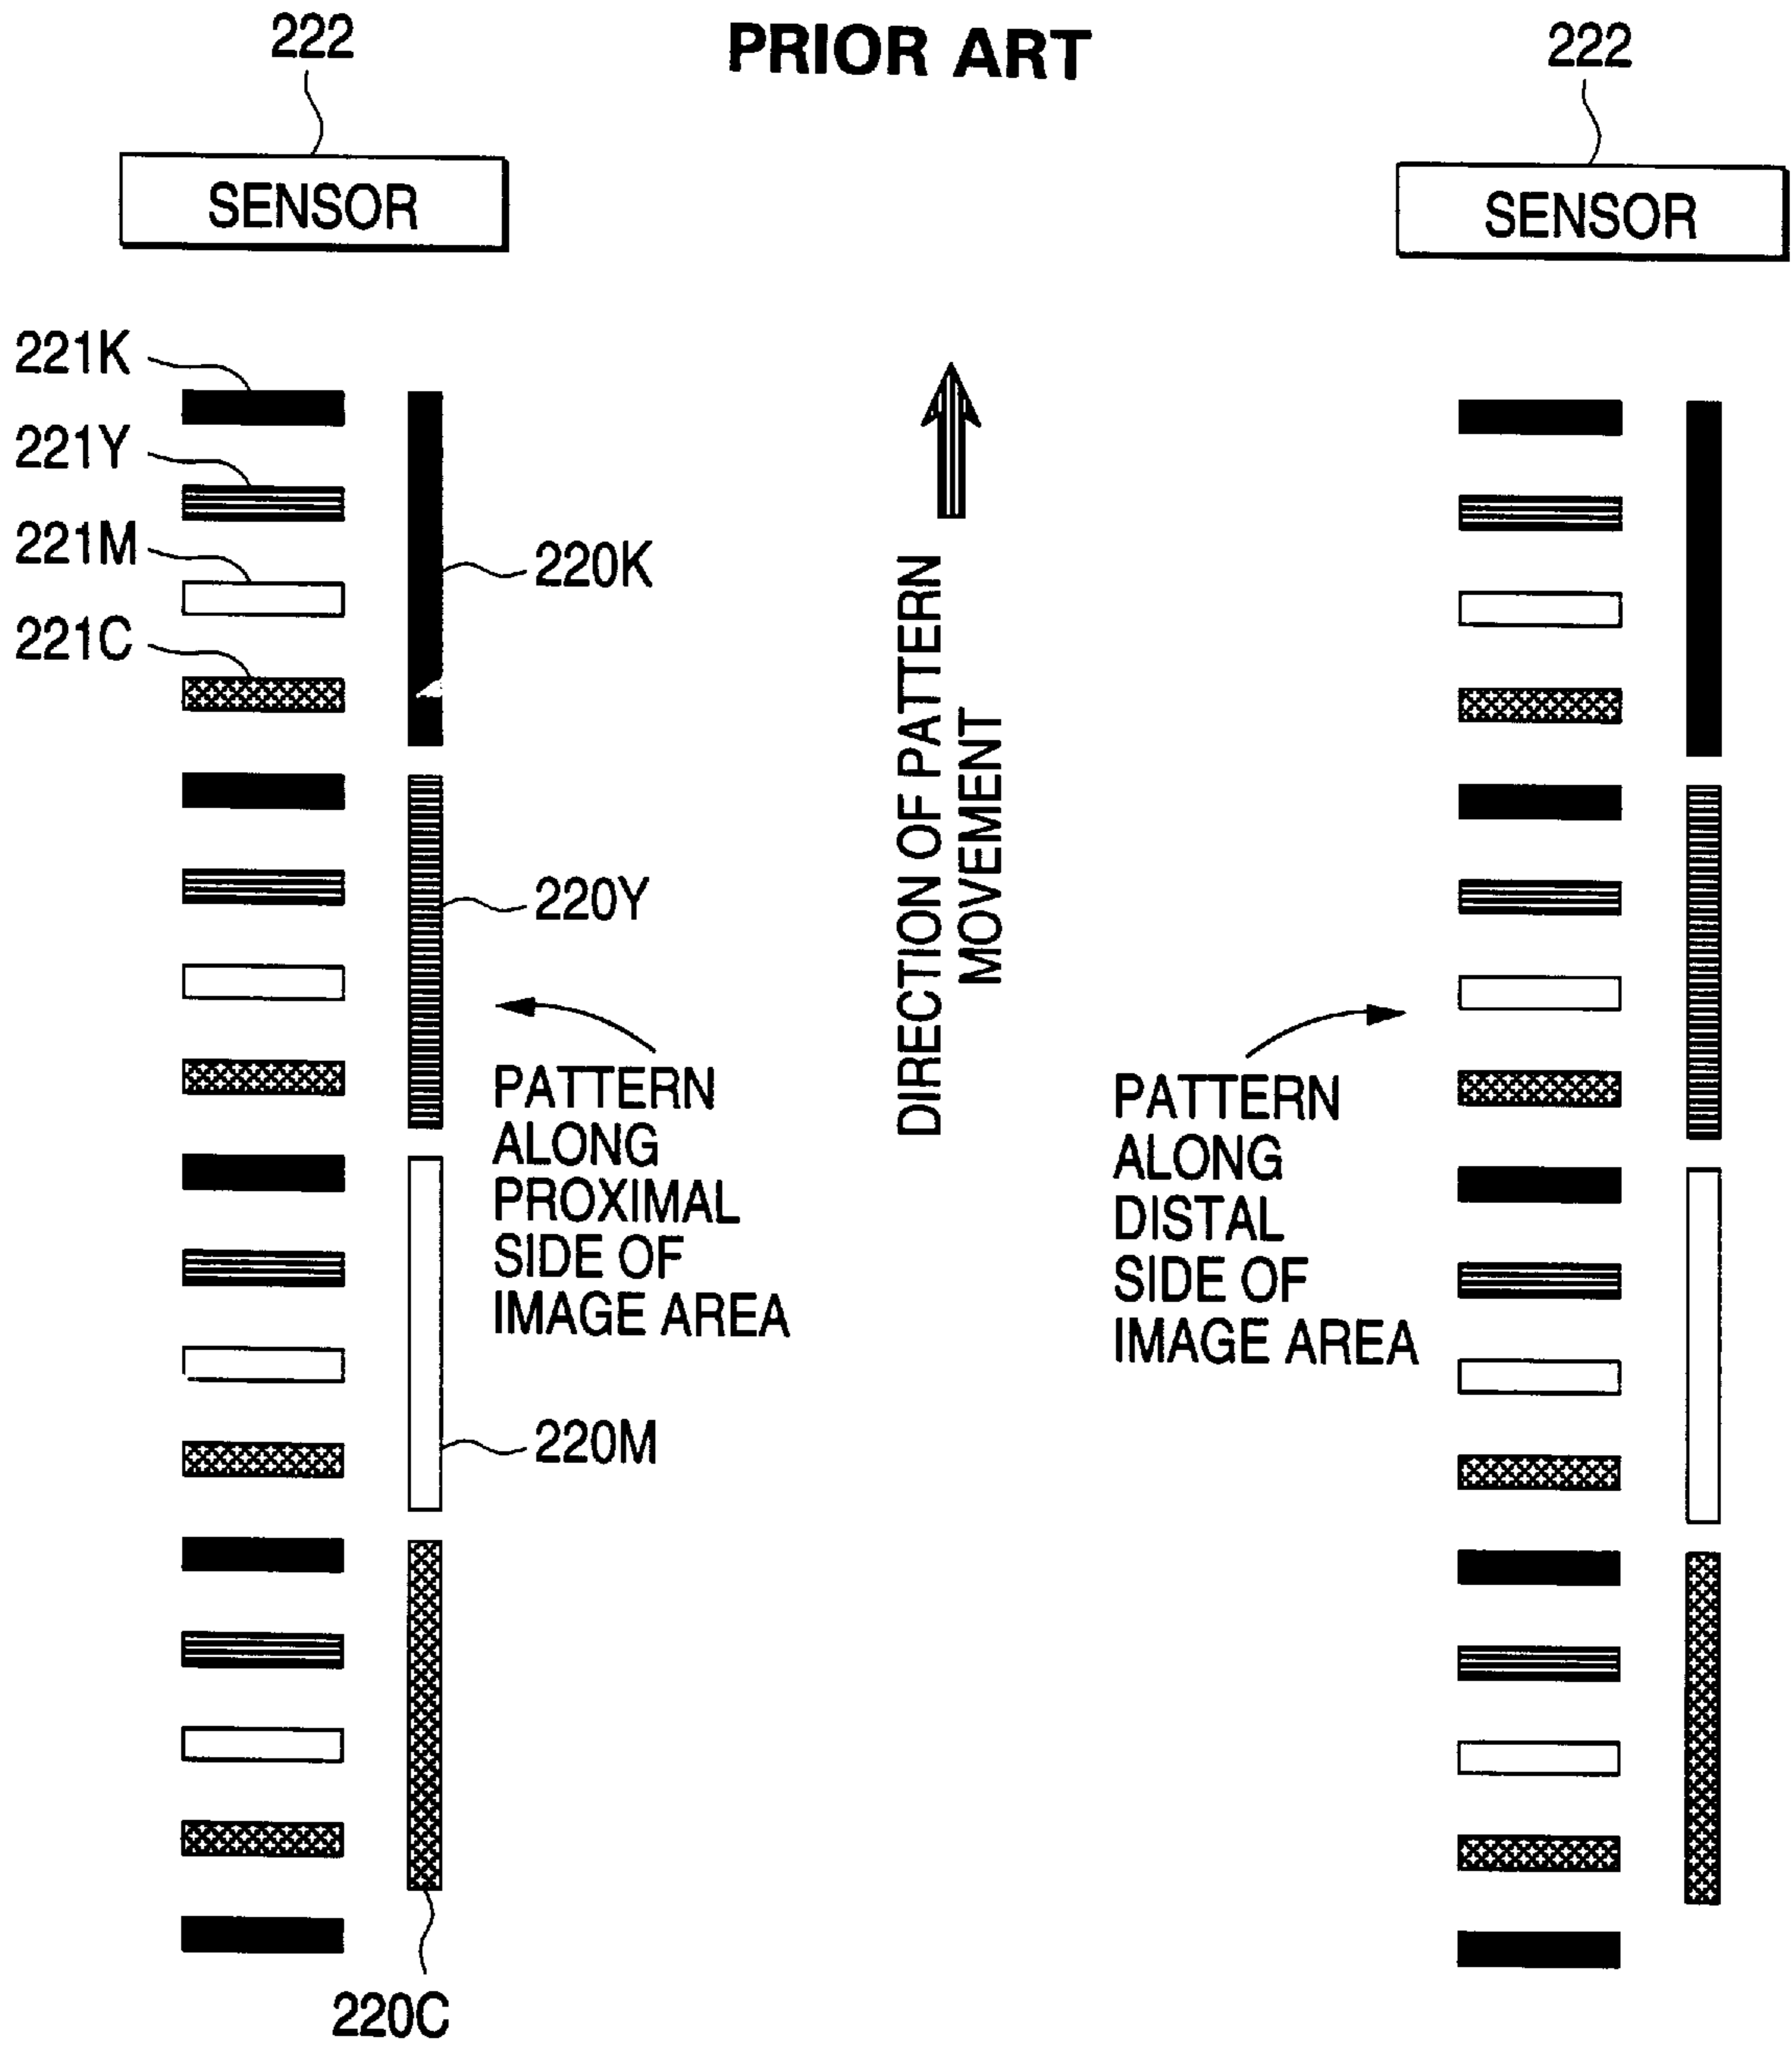 PRIOR ART
222
222
SENSOR
SENSOR
221K
221Y
221M
221C
220K
220Y
220M
220C
DIRECTION OF PATTERN
MOVEMENT
PATTERN
ALONG
PROXIMAL
SIDE OF
IMAGE AREA
PATTERN
ALONG
DISTAL
SIDE OF
IMAGE AREA